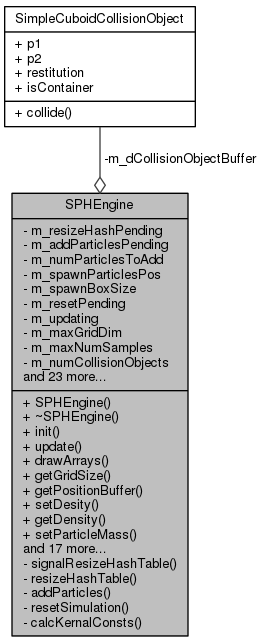 SimpleCuboidCollisionObject
+ p1
+ p2
+ restitution
+ isContainer
+ collide()
-m_dCollisionObjectBuffer
SPHEngine
- m_resizeHashPending
- m_addParticlesPending
- m_numParticlesToAdd
- m_spawnParticlesPos
- m_spawnBoxSize
- m_resetPending
- m_updating
- m_maxGridDim
- m_maxNumSamples
- m_numCollisionObjects
and 23 more...
+ SPHEngine()
+ ~SPHEngine()
+ init()
+ update()
+ drawArrays()
+ getGridSize()
+ getPositionBuffer()
+ setDesity()
+ getDensity()
+ setParticleMass()
and 17 more...
- signalResizeHashTable()
- resizeHashTable()
- addParticles()
- resetSimulation()
- calcKernalConsts()